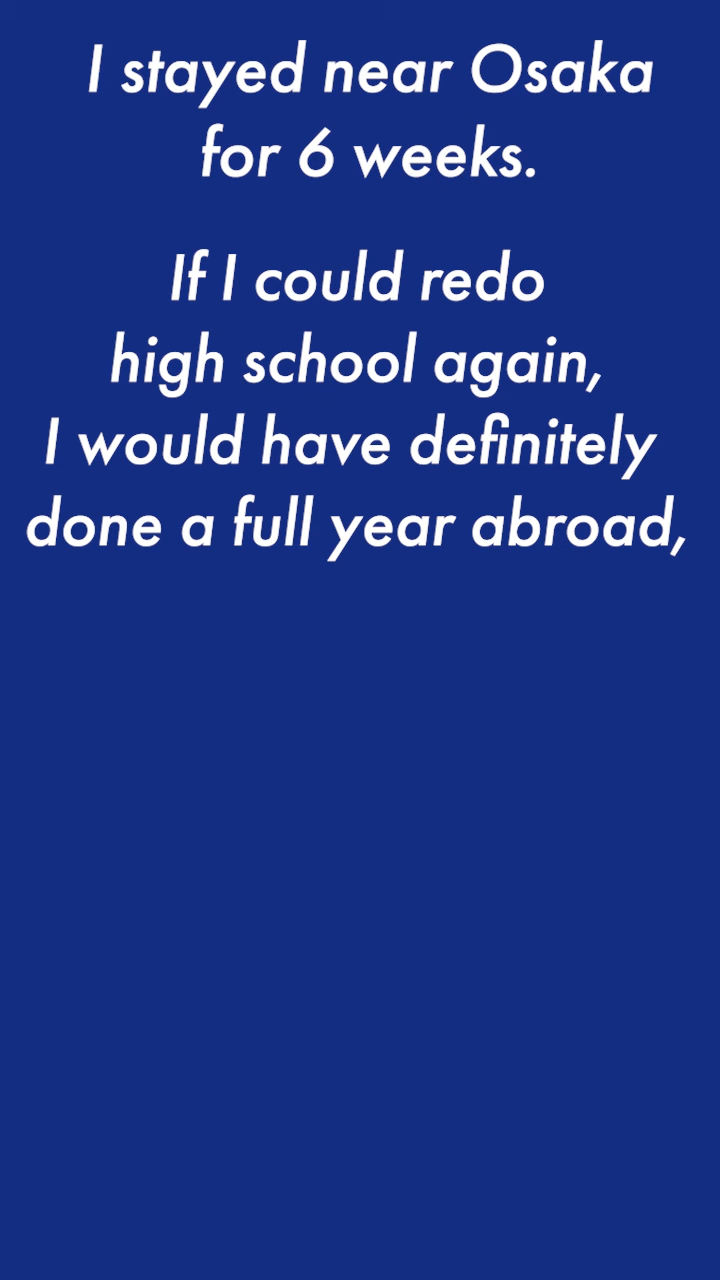 I stayed near Osaka
for 6 weeks.
If I could redo
high school again,
I would have definitely
done a full year abroad,